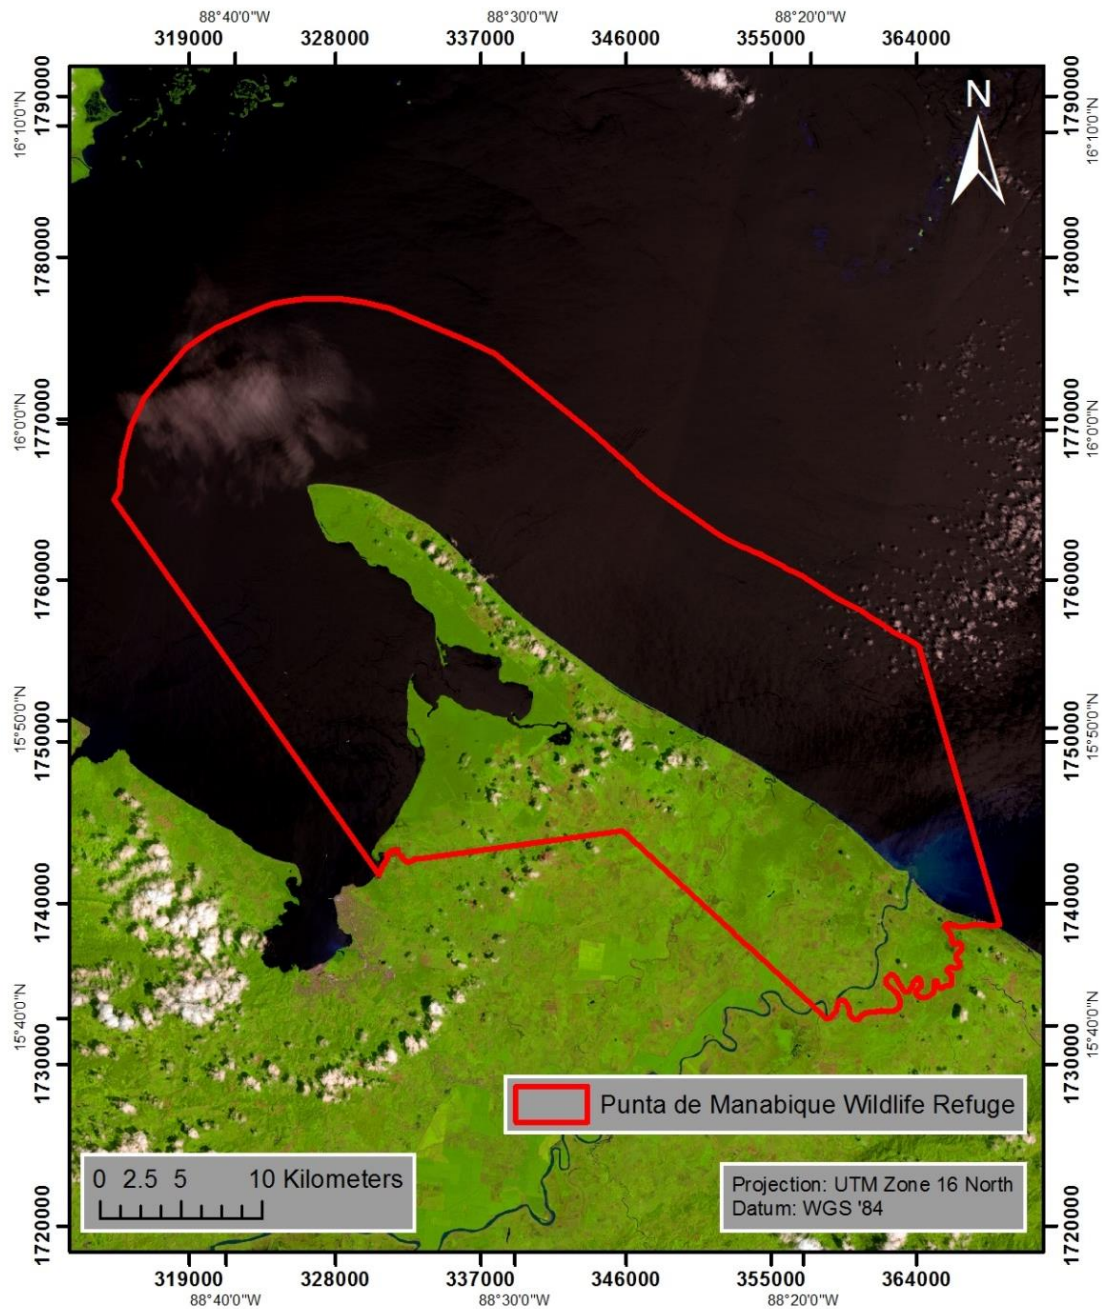 88°40'0"W 88°30'0"W 88°20'0"W
319000 328000 337000 346000 355000 364000
N
1790000 1790000
16°10'0"N 16°10'0"N
1780000 1780000
1770000 1770000
16°0'0"N 16°0'0"N
1760000 1760000
15°50'0"N 15°50'0"N
1750000 1750000
1740000 1740000
15°40'0"N 15°40'0"N
1730000 1730000
Punta de Manabique Wildlife Refuge
0 2.5 5 10 Kilometers
Projection: UTM Zone 16 North
Datum: WGS '84
1720000 1720000
319000 328000 337000 346000 355000 364000
88°40'0"W 88°30'0"W 88°20'0"W